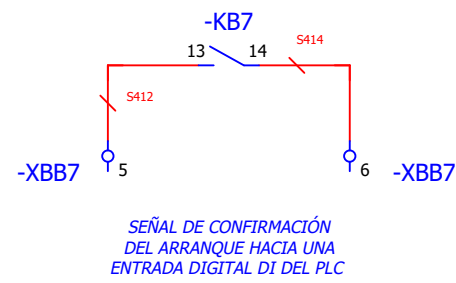 -KB7
13 14
S414
S412
-XBB7 5
6 -XBB7
SEÑAL DE CONFIRMACIÓN
DEL ARRANQUE HACIA UNA
ENTRADA DIGITAL DI DEL PLC